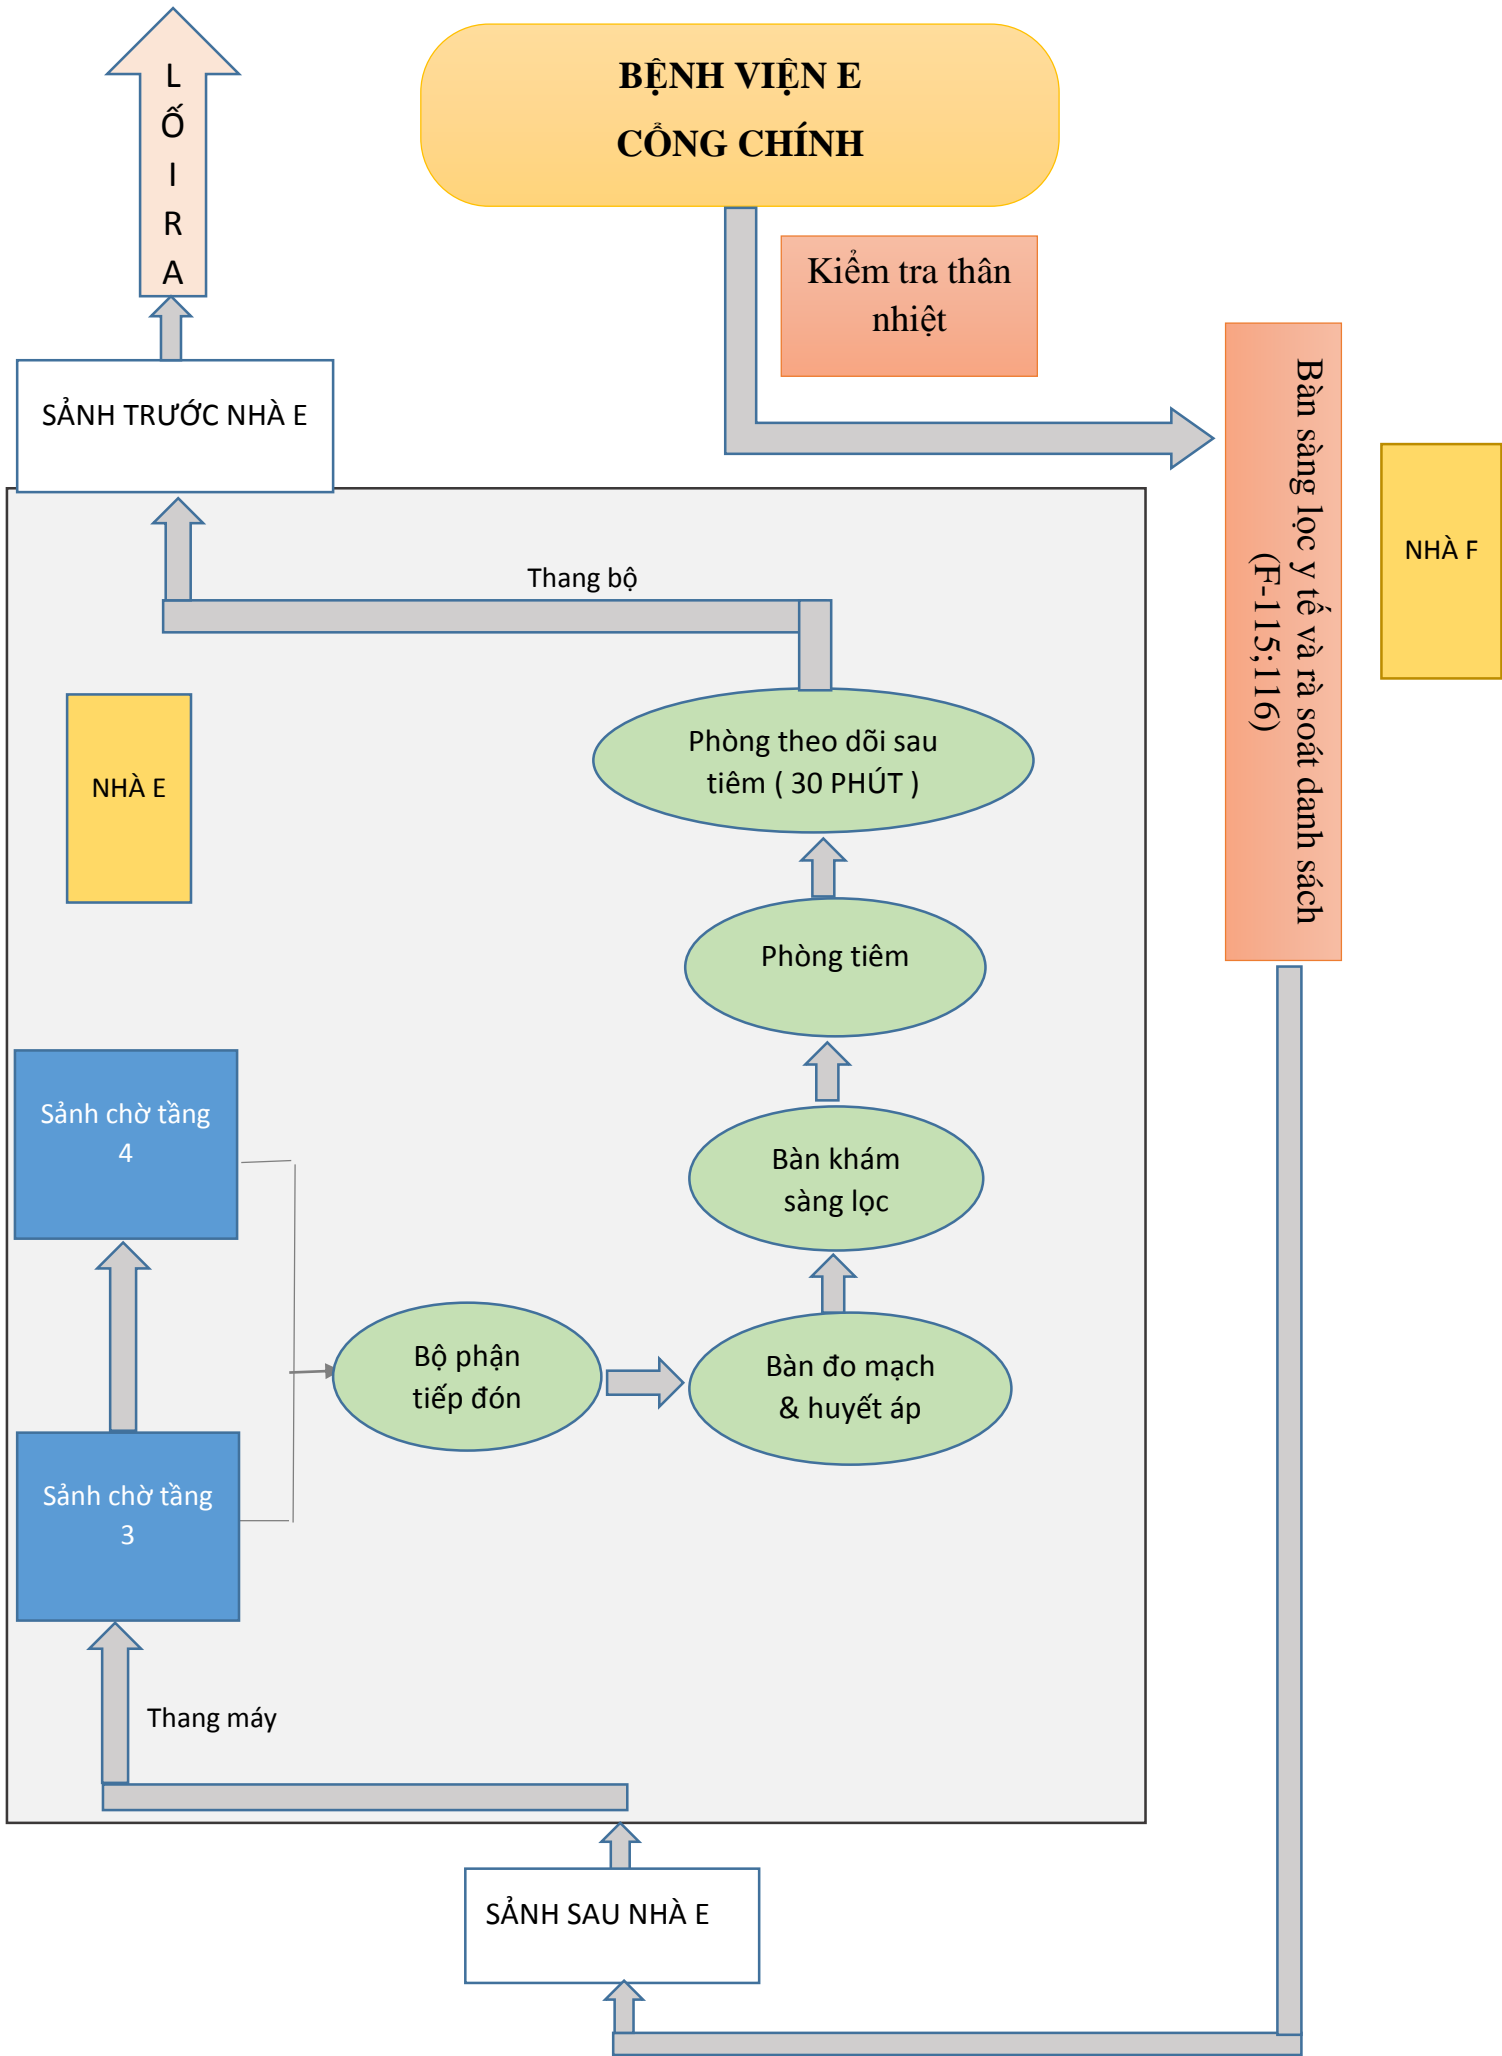 BỆNH VIỆN E
CỔNG CHÍNH
L
Ố
I
R
A
Kiểm tra thân
nhiệt
Bàn sàng lọc y tế và rà soát danh sách
(F-115;116)
NHÀ F
SẢNH TRƯỚC NHÀ E
Thang bộ
Phòng theo dõi sau
tiêm ( 30 PHÚT )
NHÀ E
Phòng tiêm
Sảnh chờ tầng
4
Bàn khám
sàng lọc
Bộ phận
tiếp đón
Bàn đo mạch
& huyết áp
Sảnh chờ tầng
3
Thang máy
SẢNH SAU NHÀ E